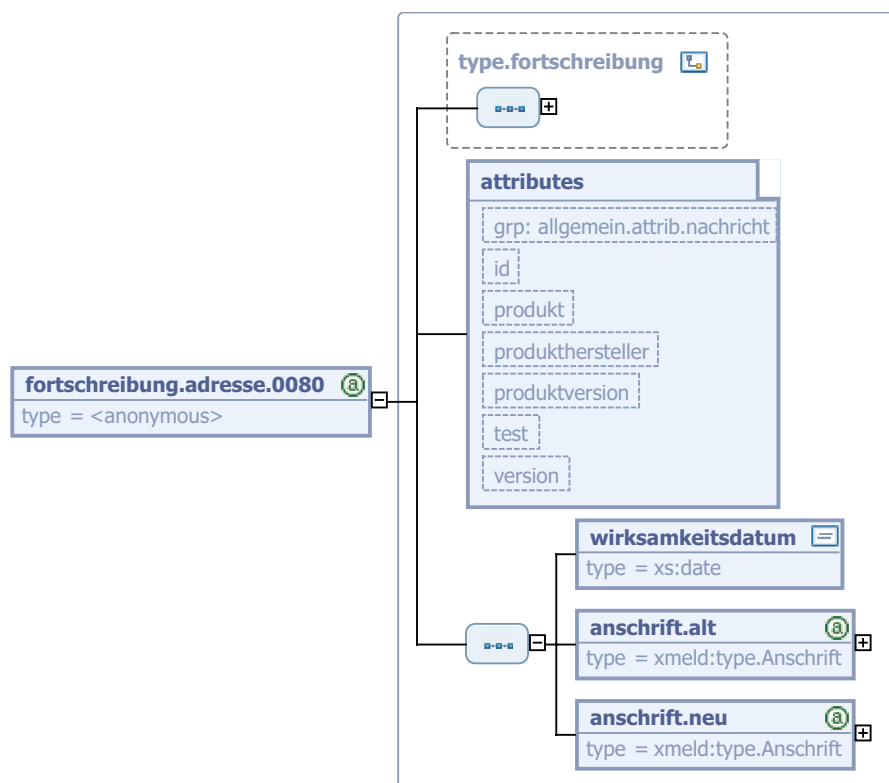 type.fortschreibung
attributes
grp: allgemein.attrib.nachricht
id
produkt
produkthersteller
produktversion
test
version
fortschreibung.adresse.0080
type = <anonymous>
wirksamkeitsdatum
type = xs:date
anschrift.alt
type = xmeld:type.Anschrift
anschrift.neu
type = xmeld:type.Anschrift